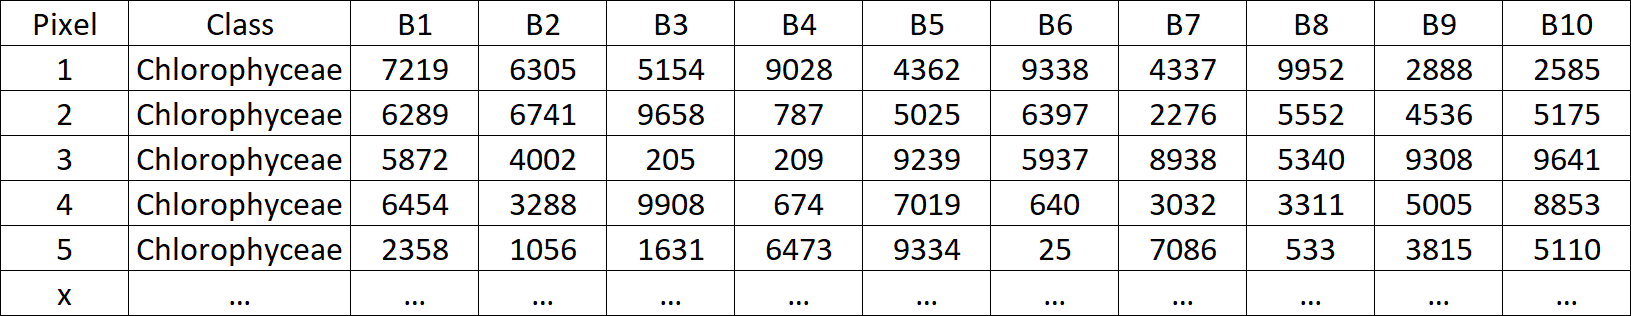 Pixel Class B1 B2 B3 B4 B5 B6 B7 B8 B9 B10
1 Chlorophyceae 7219 6305 5154 9028 4362 9338 4337 9952 2888 2585
2 Chlorophyceae 6289 6741 9658 787 5025 6397 2276 5552 4536 5175
3 Chlorophyceae 5872 4002 205 209 9239 5937 8938 5340 9308 9641
4 Chlorophyceae 6454 3288 9908 674 7019 640 3032 3311 5005 8853
5 Chlorophyceae 2358 1056 1631 6473 9334 25 7086 533 3815 5110
x ... ... ... ... ... ... ... ... ... ... ...